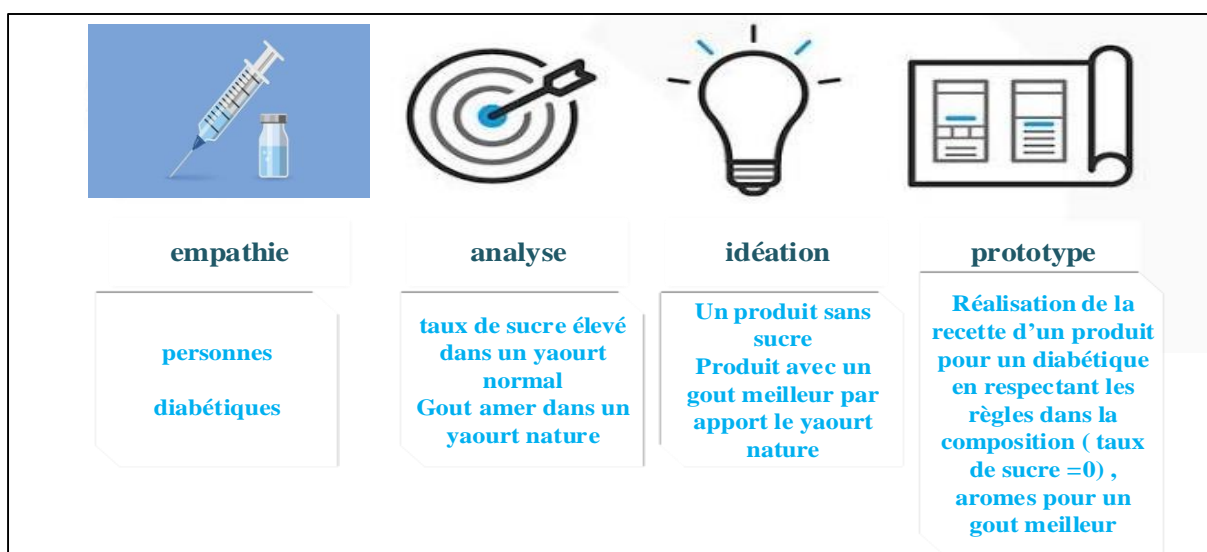 empathie
personnes
diabétiques
analyse
taux de sucre élevé
dans un yaourt
normal
Gout amer dans un
yaourt nature
idéation
Un produit sans
sucre
Produit avec un
gout meilleur par
apport le yaourt
nature
prototype
Réalisation de la
recette d’un produit
pour un diabétique
en respectant les
règles dans la
composition ( taux
de sucre =0) ,
aromes pour un
gout meilleur